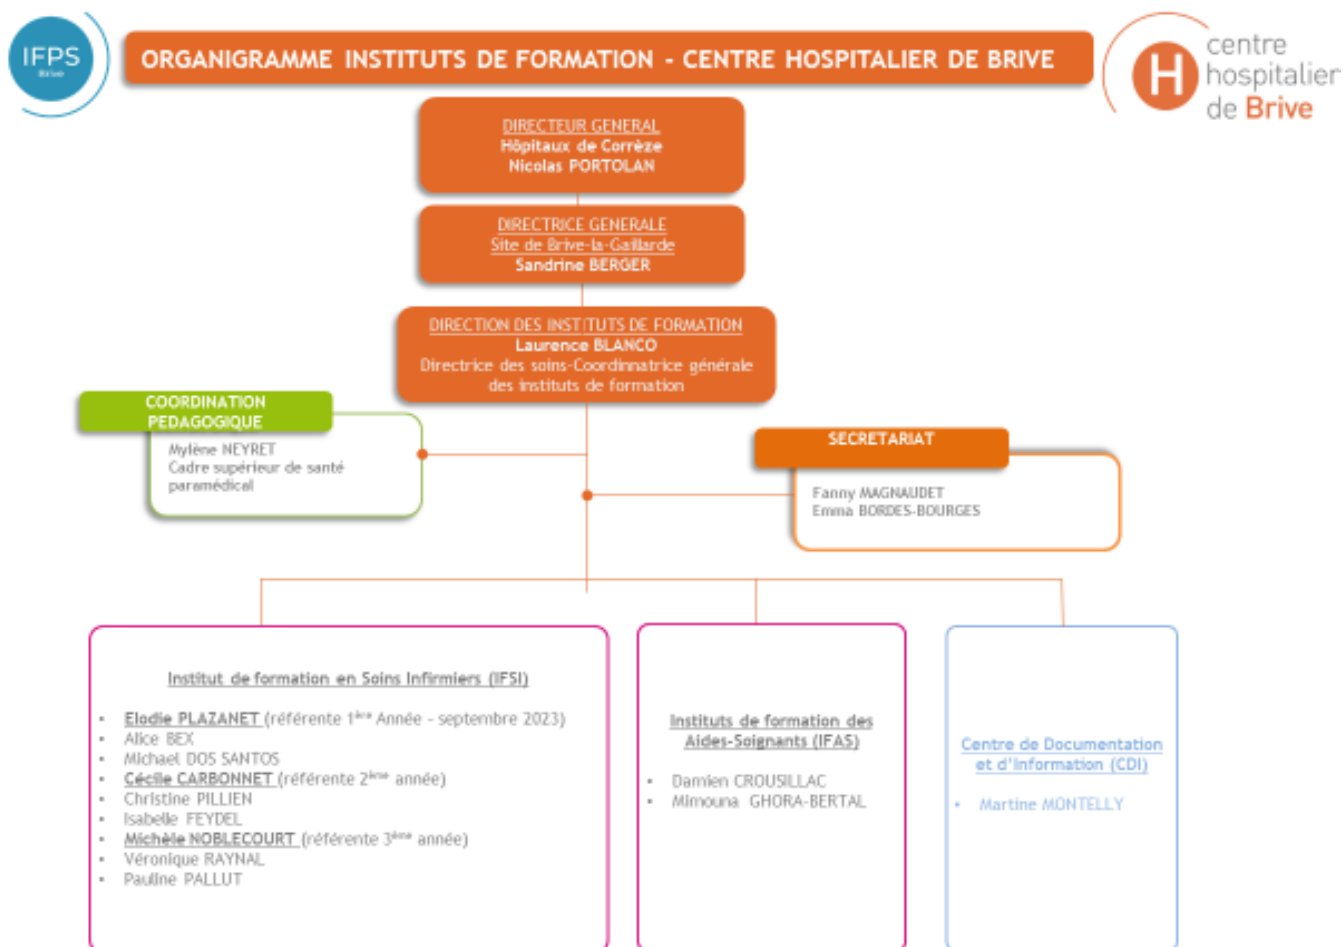 IFPS
Brive
ORGANIGRAMME INSTITUTS DE FORMATION - CENTRE HOSPITALIER DE BRIVE
H
centre
hospitalier
de Brive
DIRECTEUR GENERAL
Hôpitaux de Corrèze
Nicolas PORTOLAN
DIRECTRICE GENERALE
Site de Brive-la-Gaillarde
Sandrine BERGER
DIRECTION DES INSTITUTS DE FORMATION
Laurence BLANCO
Directrice des soins-Coordinnatrice générale
des instituts de formation
COORDINATION
PEDAGOGIQUE
Mylène NEYRET
Cadre supérieur de santé
paramédical
SECRETARIAT
Fanny MAGNAUDET
Emma BORDES-BOURGES
Institut de formation en Soins Infirmiers (IFSI)
• Elodie PLAZANET (référente 1ère Année - septembre 2023)
• Alice BEX
• Michael DOS SANTOS
• Cécile CARBONNET (référente 2ème année)
• Christine PILLIEN
• Isabelle FEYDEL
• Michèle NOBLECOURT (référente 3ème année)
• Véronique RAYNAL
• Pauline PALLUT
Instituts de formation des
Aides-Soignants (IFAS)
• Damien CROUSILLAC
• Mimouna GHORA-BERTAL
Centre de Documentation
et d'Information (CDI)
• Martine MONTELLY